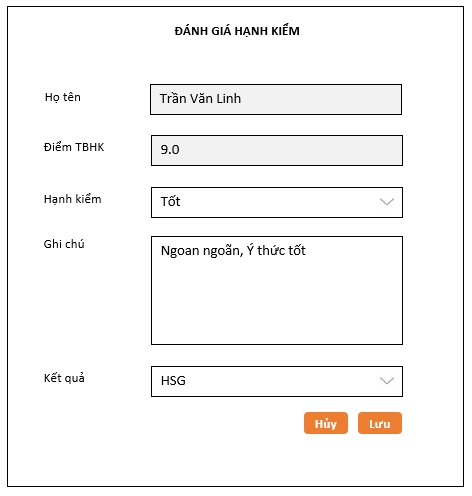 ĐÁNH GIÁ HẠNH KIỂM
Họ tên
Trần Văn Linh
Điểm TBHK
9.0
Hạnh kiểm
Tốt
Ghi chú
Ngoan ngoãn, Ý thức tốt
Kết quả
HSG
Hủy
Lưu